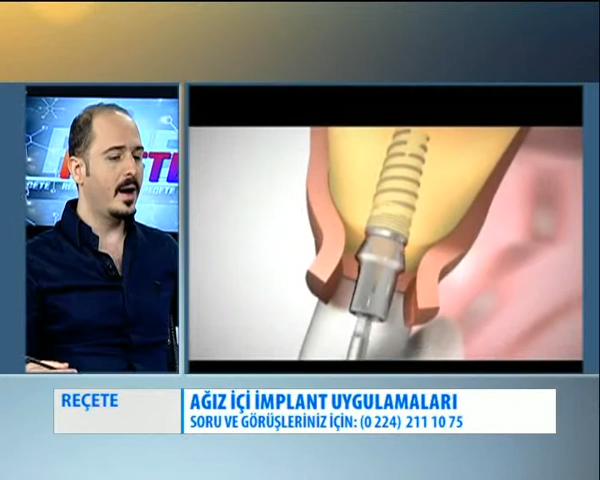 REÇETE
AĞIZ İÇİ İMPLANT UYGULAMALARI
SORU VE GÖRÜŞLERİNİZ İÇİN: (0 224) 211 10 75